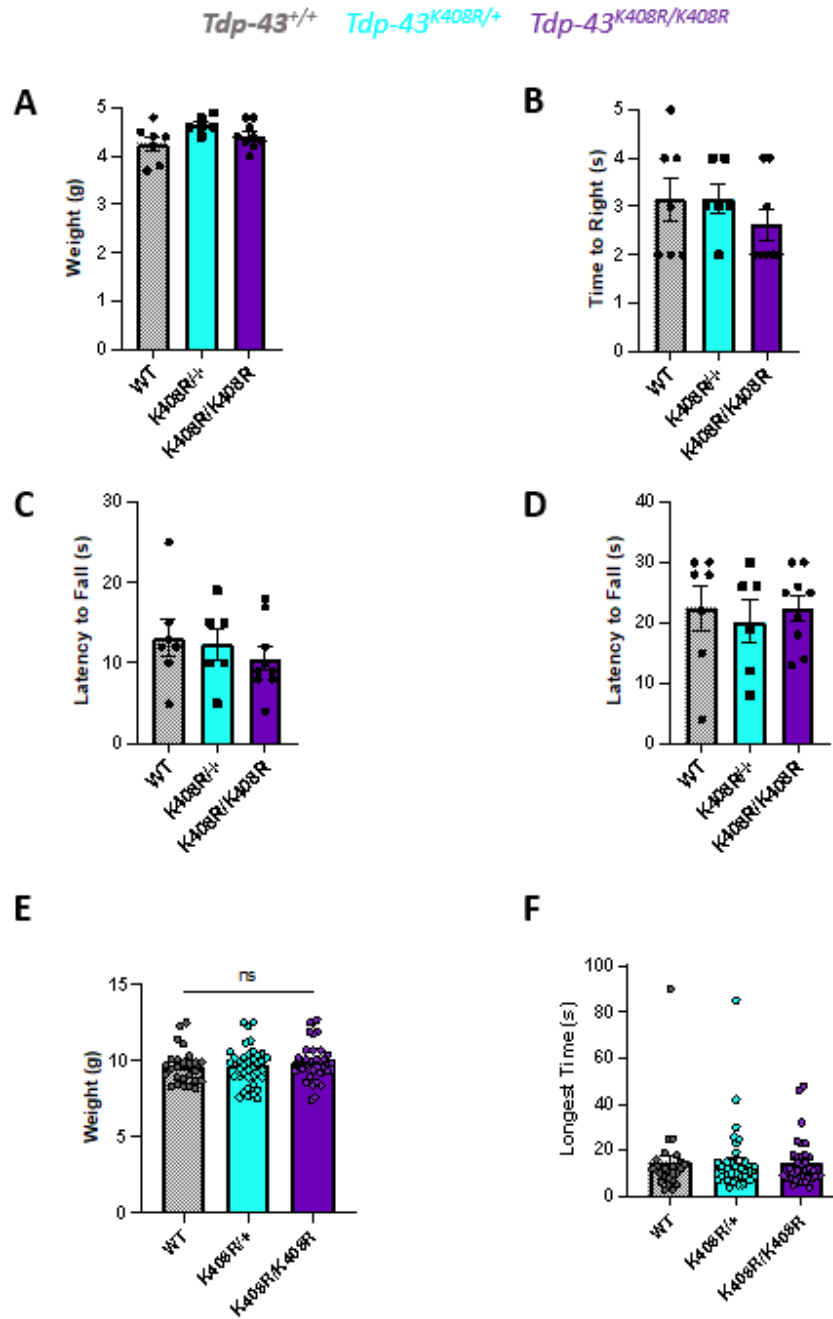 Tdp-43+/+ Tdp-43K408R/+ Tdp-43K408R/K408R
A
Weight (g)
5
4
3
2
1
0
WT
K408R/+
K408R/K408R
B
Time to Right (s)
5
4
3
2
1
0
WT
K408R/+
K408R/K408R
C
Latency to Fall (s)
30
20
10
0
WT
K408R/+
K408R/K408R
D
Latency to Fall (s)
40
30
20
10
0
WT
K408R/+
K408R/K408R
E
Weight (g)
15
10
5
0
ns
WT
K408R/+
K408R/K408R
F
Longest Time (s)
100
80
60
40
20
0
WT
K408R/+
K408R/K408R